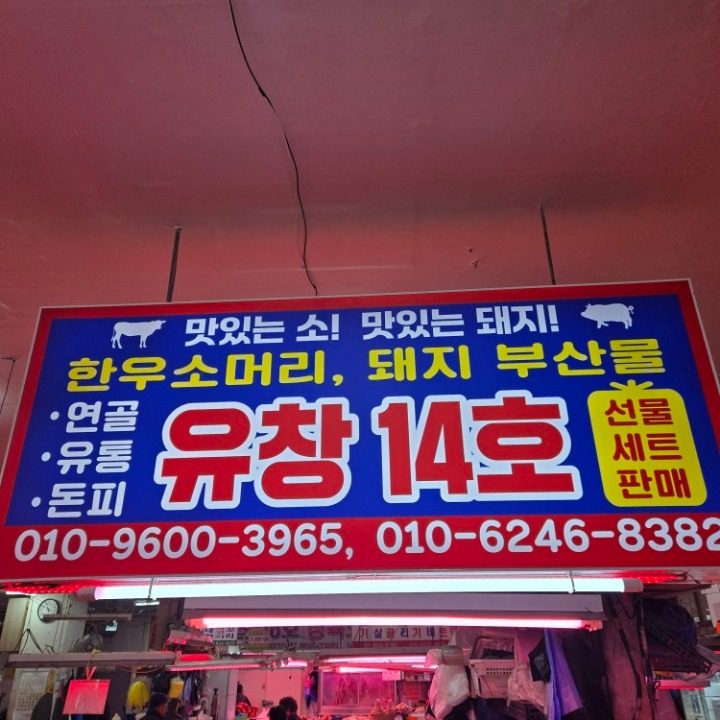 맛있는 소! 맛있는 돼지!
한우소머리, 돼지 부산물
·연골
·유통
·돈피
유창 14호
선물
세트
판매
010-9600-3965, 010-6246-8382